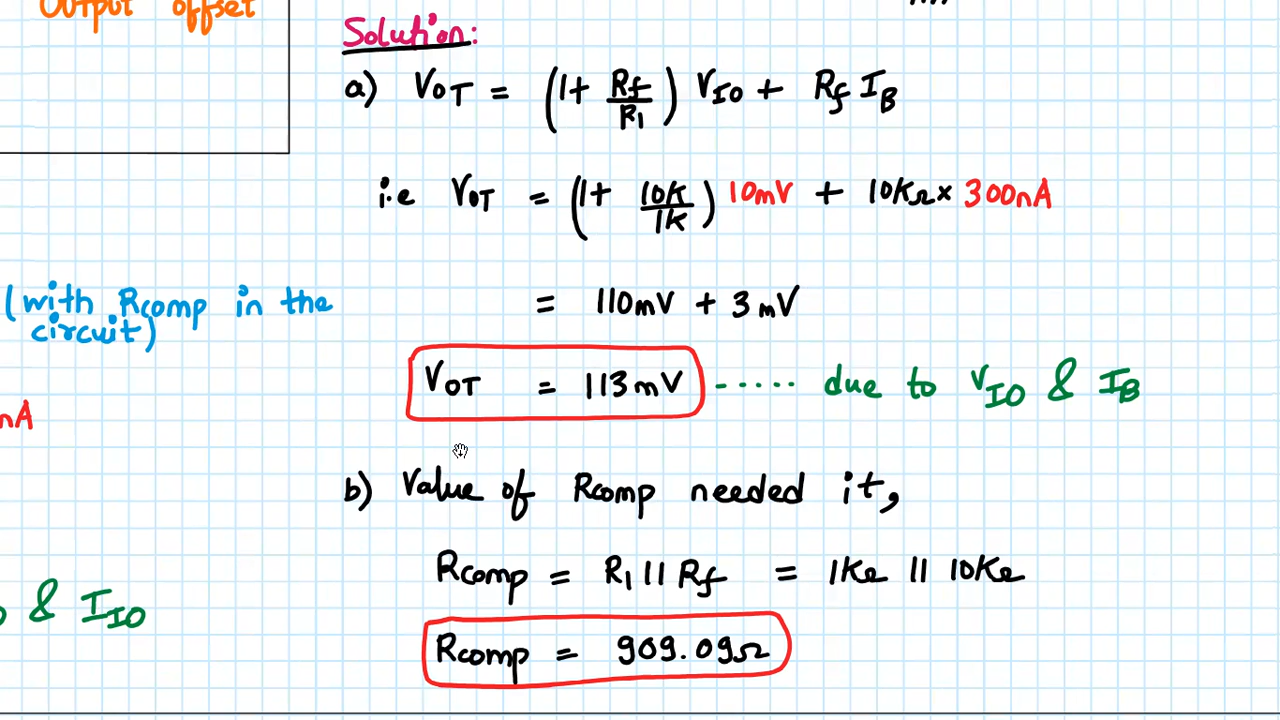 Output offset
Solution:
a) VOT = (1+ Rf/R1) VIO + Rf IB
i.e VOT = (1+ 10K/1K) 10mV + 10KΩ× 300nA
(with Rcomp in the
circuit)
= 110mV + 3mV
VOT = 113mV ----- due to VIO & IB
nA
b) Value of Rcomp needed it,
Rcomp = R1 || Rf = 1KΩ || 10KΩ
& IIO
Rcomp = 909.09Ω